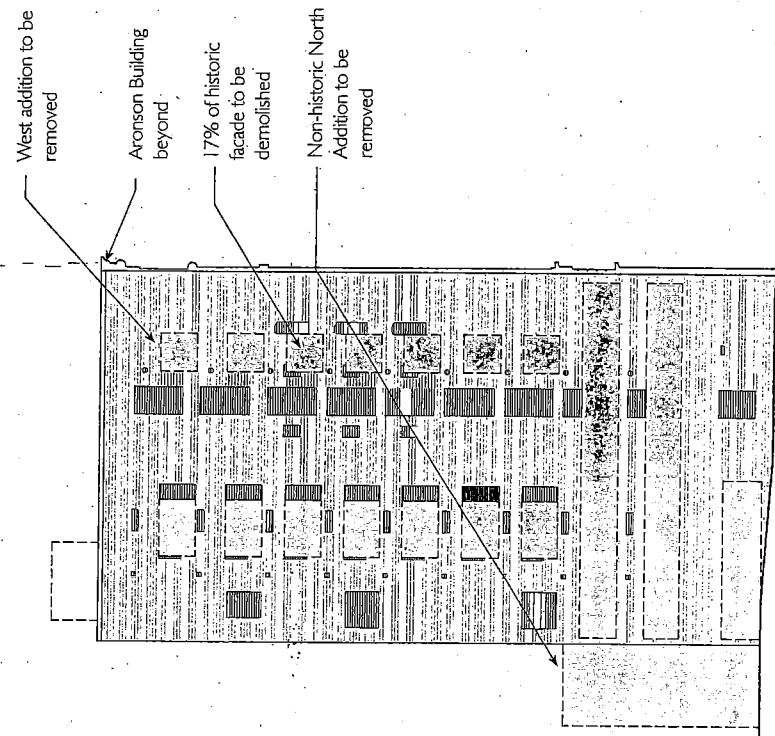 West addition to be
removed
Aronson Building
beyond
17% of historic
facade to be
demolished
Non-historic North
Addition to be
removed